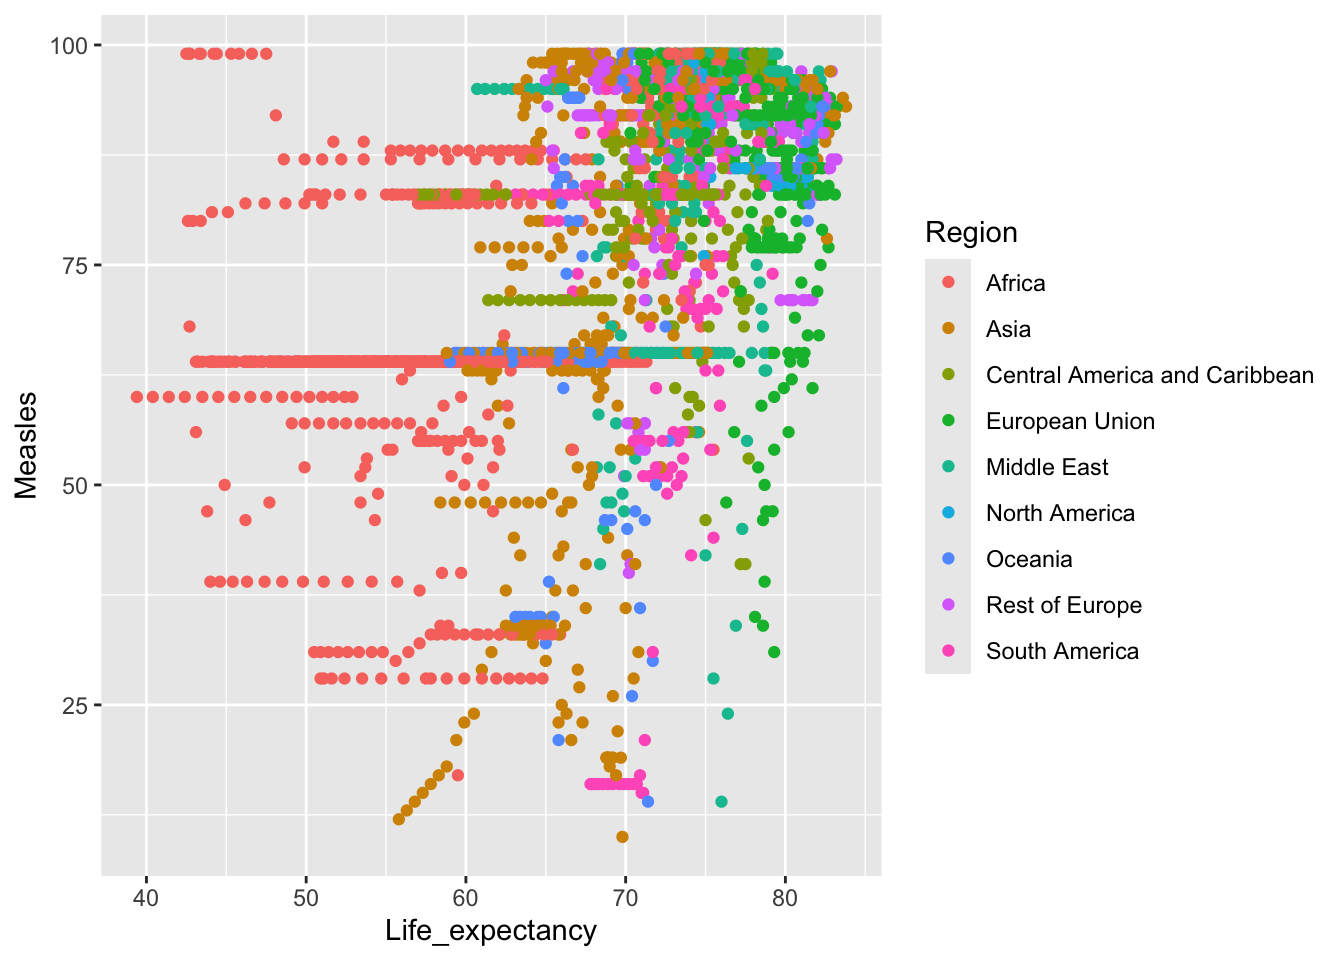 100
75
50
25
Measles
40 50 60 70 80
Life_expectancy
Region
Africa
Asia
Central America and Caribbean
European Union
Middle East
North America
Oceania
Rest of Europe
South America